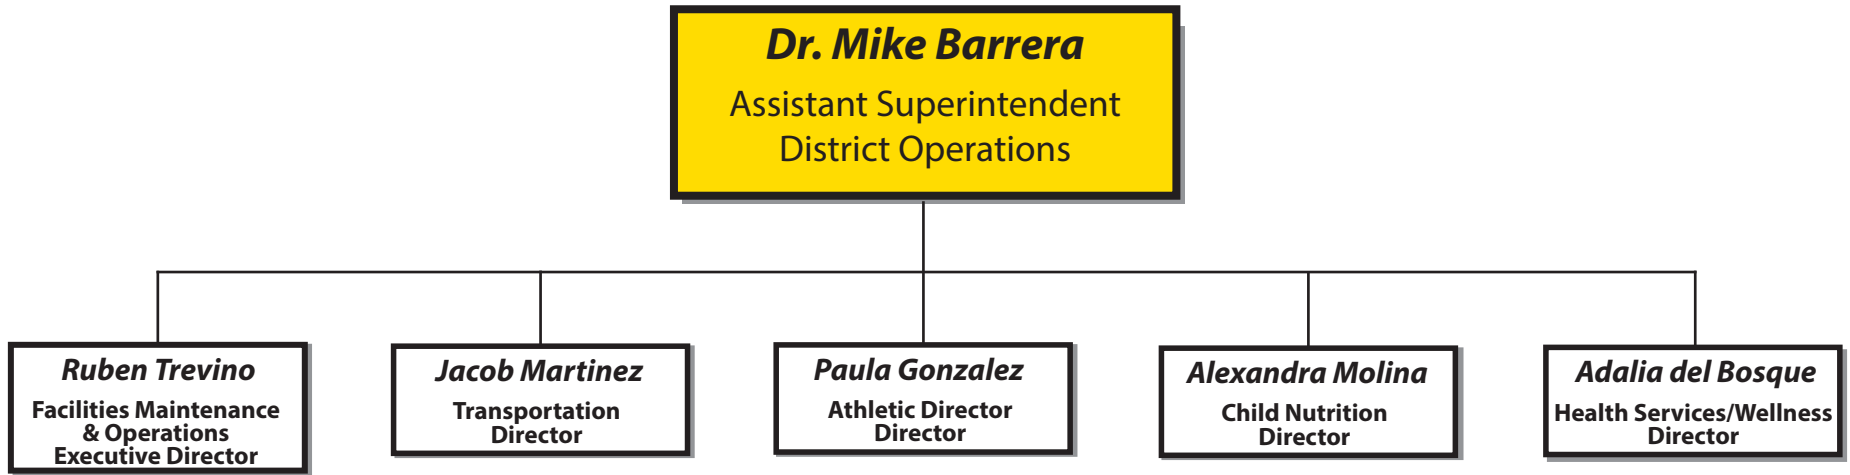 Dr. Mike Barrera
Assistant Superintendent
District Operations
Ruben Trevino
Facilities Maintenance
& Operations
Executive Director
Jacob Martinez
Transportation
Director
Paula Gonzalez
Athletic Director
Director
Alexandra Molina
Child Nutrition
Director
Adalia del Bosque
Health Services/Wellness
Director